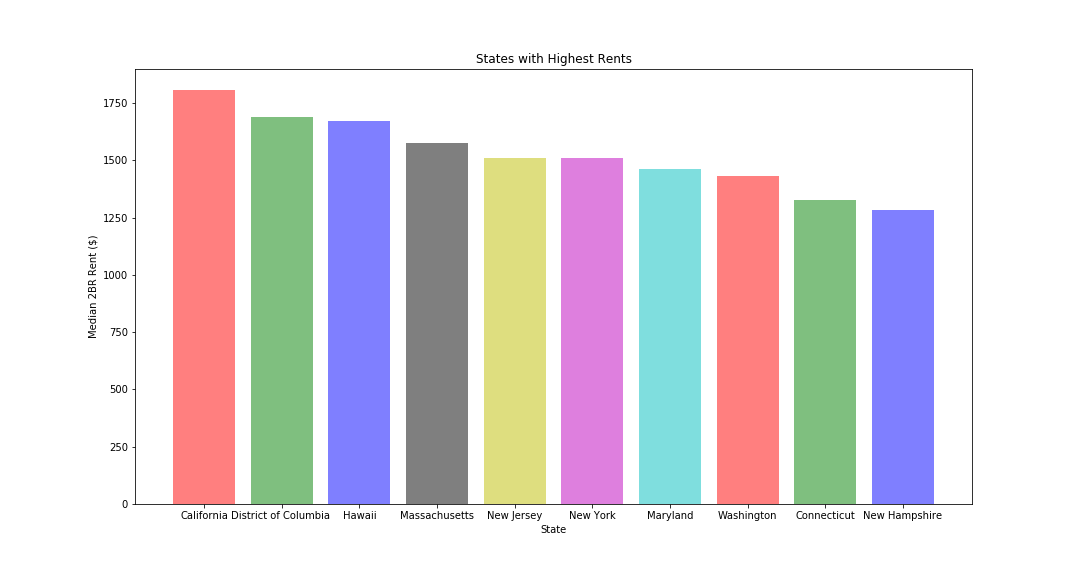 States with Highest Rents
Median 2BR Rent ($)
1750
1500
1250
1000
750
500
250
0
California District of Columbia Hawaii Massachusetts New Jersey New York Maryland Washington Connecticut New Hampshire
State